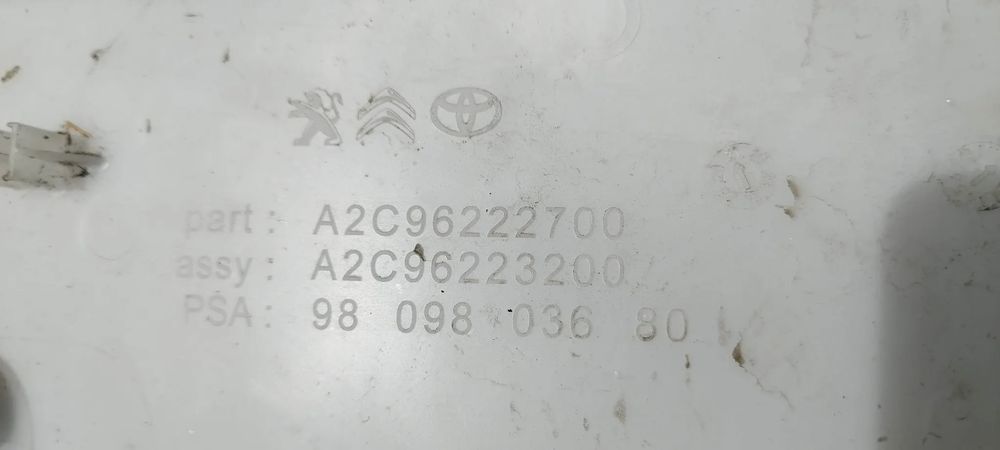 part : A2C96222700
assy : A2C96223200
PSA : 98 098 036 80